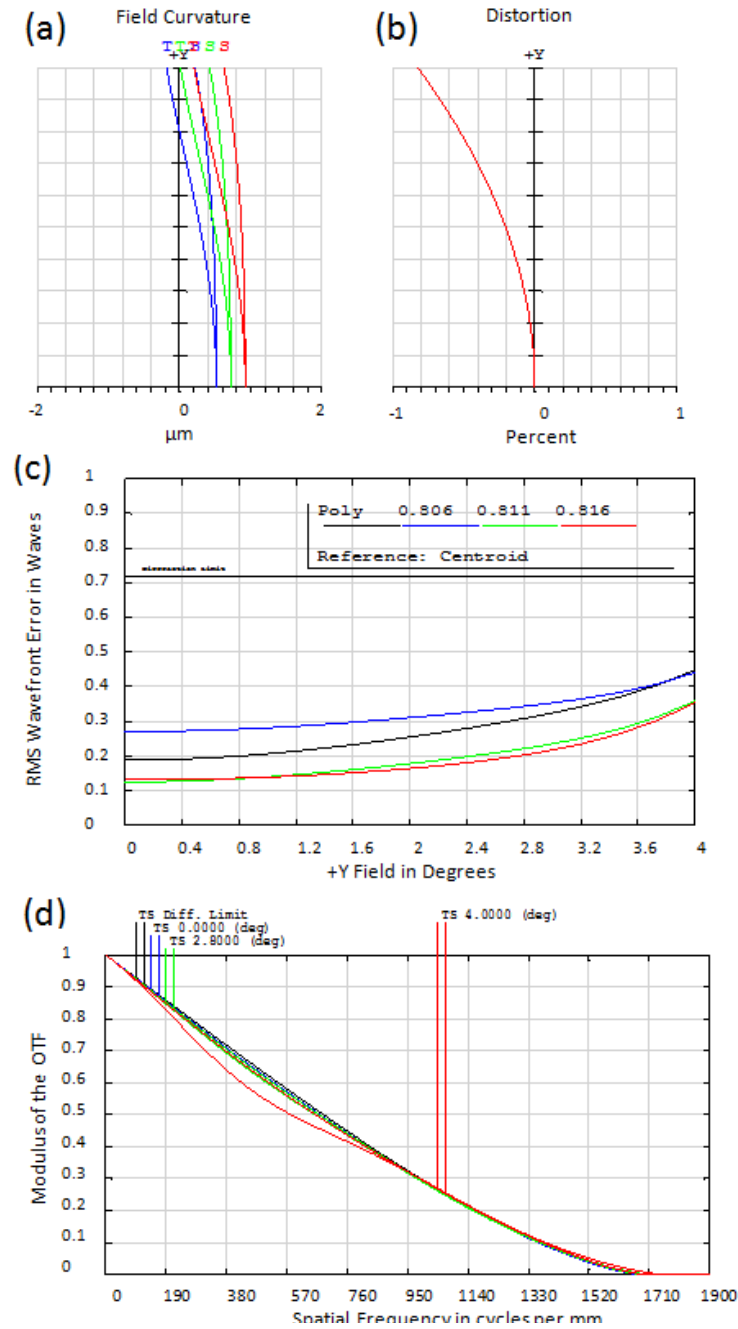 (a)
Field Curvature
T T T S S S
+Y
-2 0 2
µm
(b)
Distortion
+Y
-1 0 1
Percent
(c)
RMS Wavefront Error in Waves
1
0.9
0.8
0.7
0.6
0.5
0.4
0.3
0.2
0.1
0
Poly 0.806 0.811 0.816
Reference: Centroid
0 0.4 0.8 1.2 1.6 2 2.4 2.8 3.2 3.6 4
+Y Field in Degrees
(d)
TS Diff. Limit
TS 0.0000 (deg)
TS 2.8000 (deg)
TS 4.0000 (deg)
Modulus of the OTF
1
0.9
0.8
0.7
0.6
0.5
0.4
0.3
0.2
0.1
0
0 190 380 570 760 950 1140 1330 1520 1710 1900
Spatial Frequency in cycles per mm